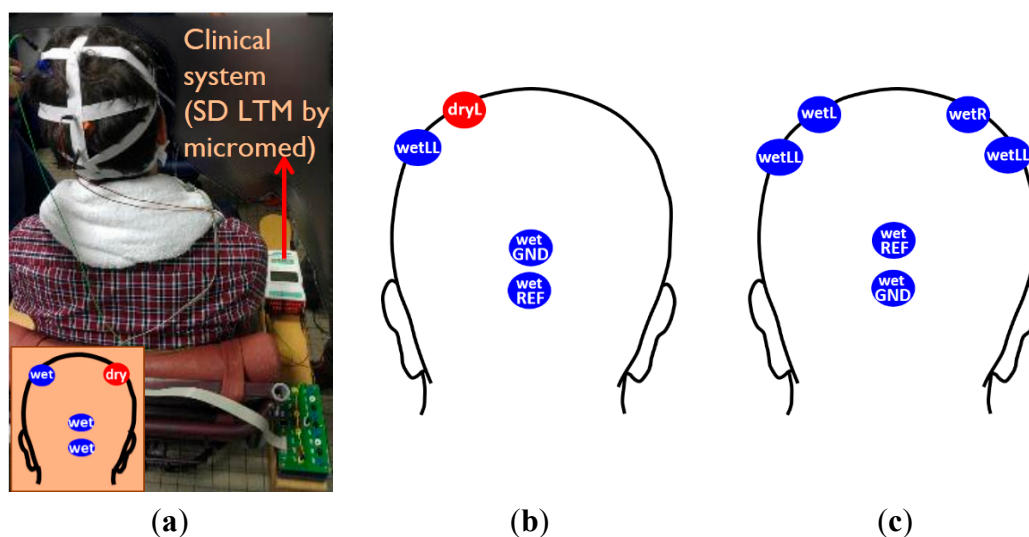 Clinical
system
(SD LTM by
micromed)
wet
dry
wet
wet
(a)
dryL
wetLL
wet
GND
wet
REF
(b)
wetL
wetR
wetLL
wetLL
wet
REF
wet
GND
(c)